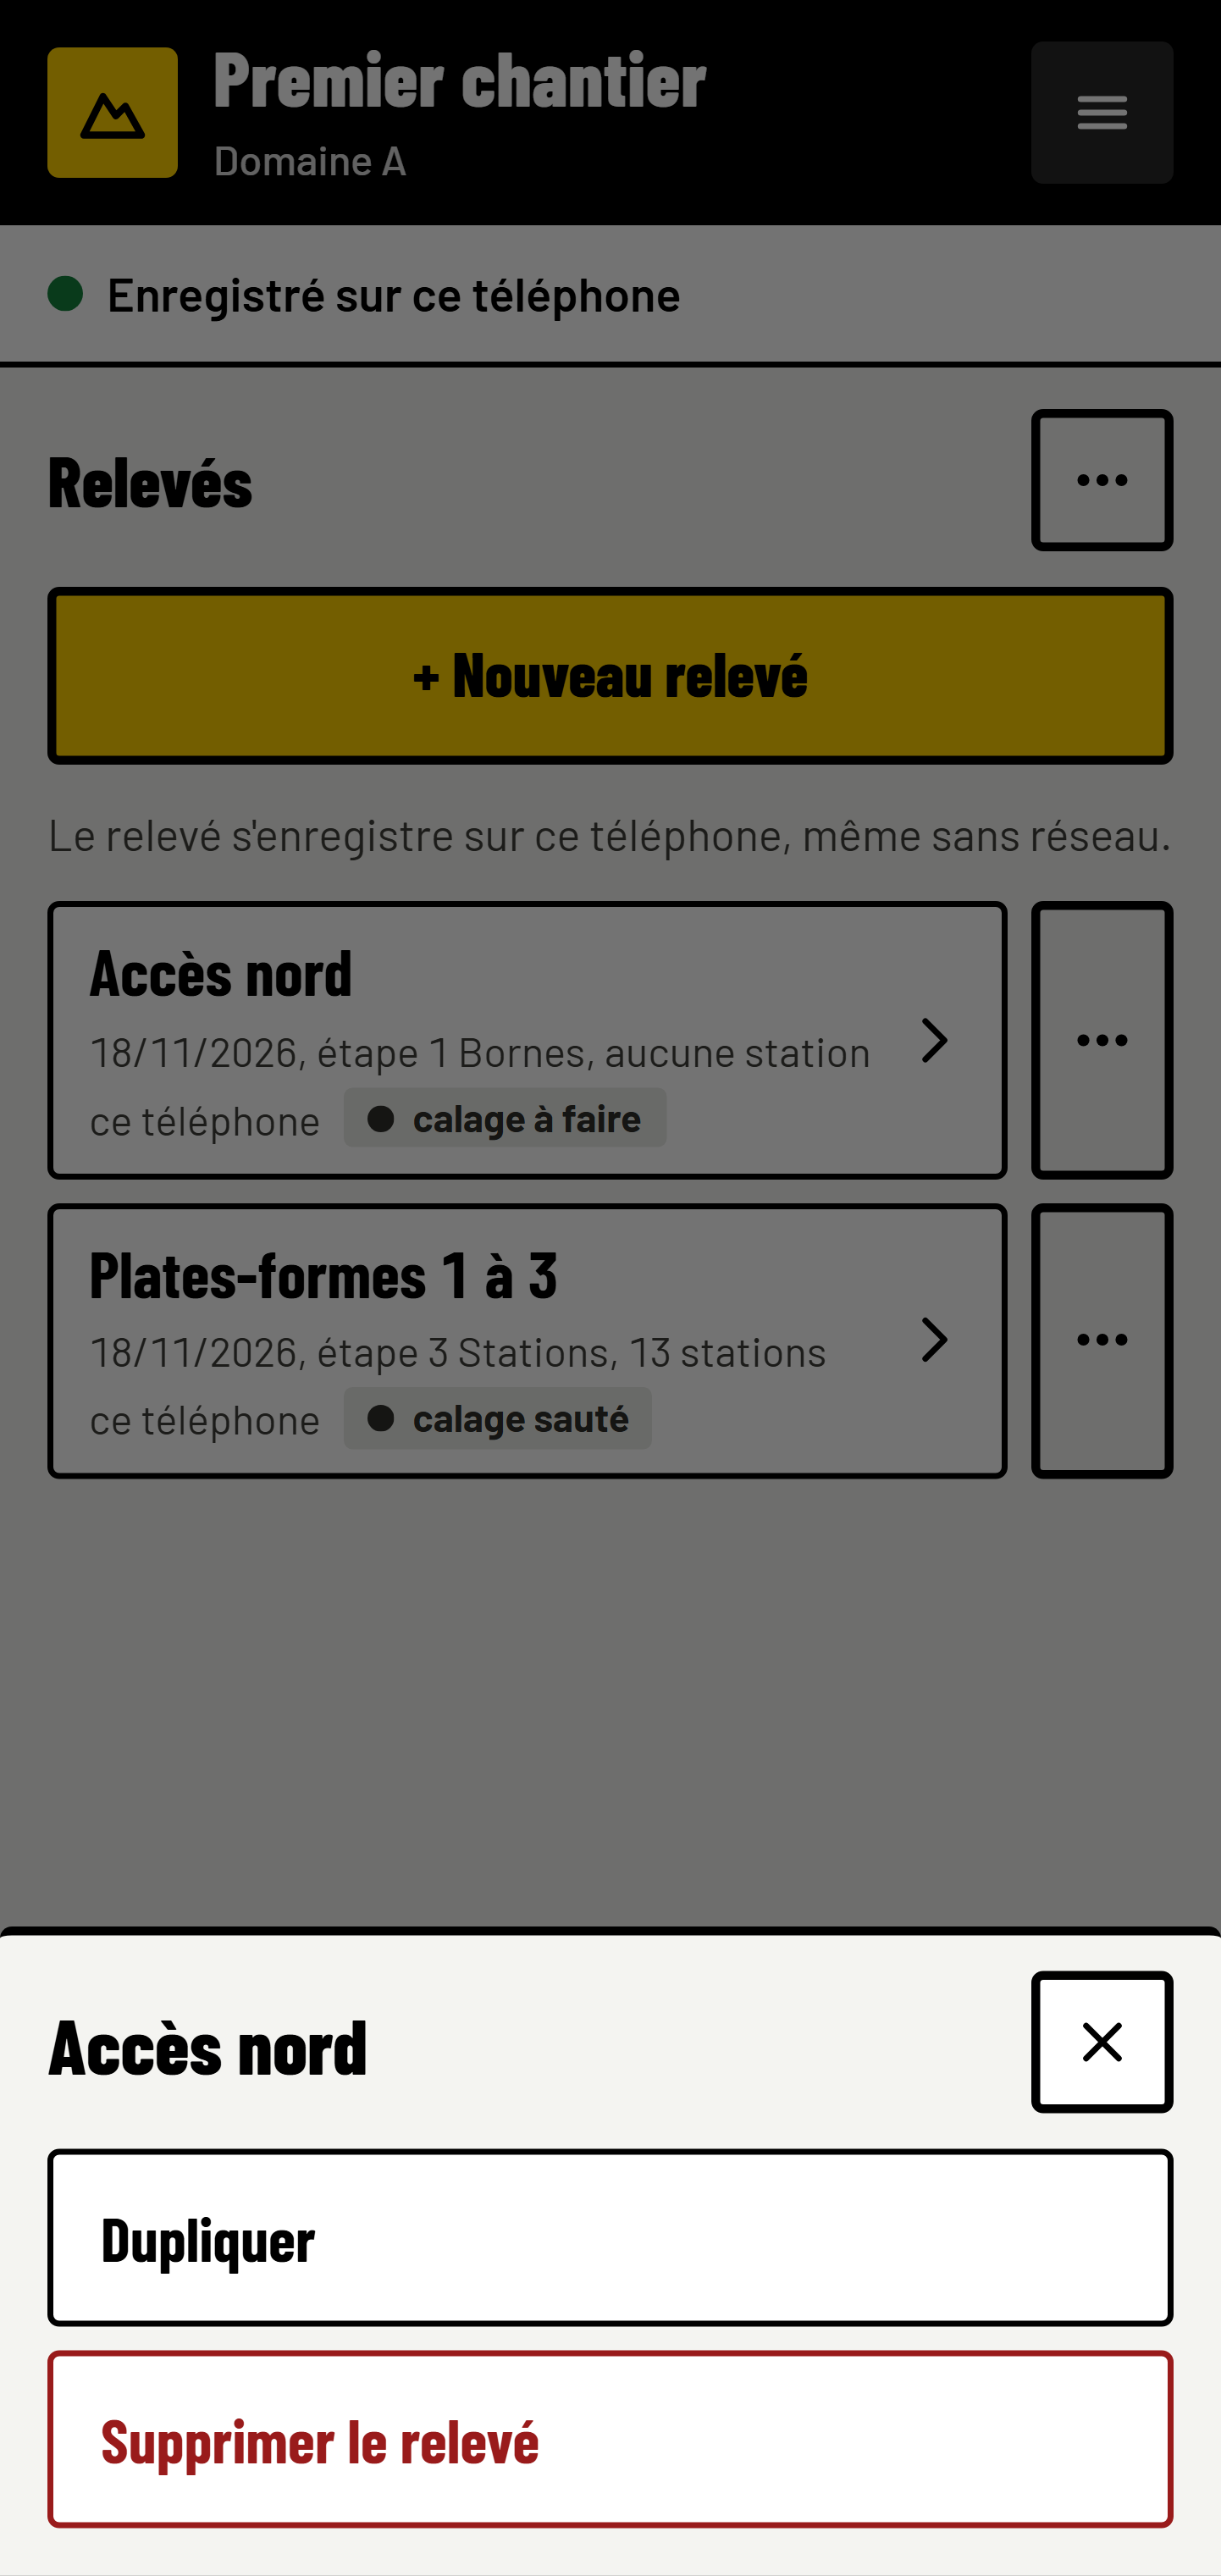 Premier chantier
Domaine A
Enregistré sur ce téléphone
Relevés
+ Nouveau relevé
Le relevé s'enregistre sur ce téléphone, même sans réseau.
Accès nord
18/11/2026, étape 1 Bornes, aucune station
ce téléphone calage à faire
Plates-formes 1 à 3
18/11/2026, étape 3 Stations, 13 stations
ce téléphone calage sauté
Accès nord
Dupliquer
Supprimer le relevé